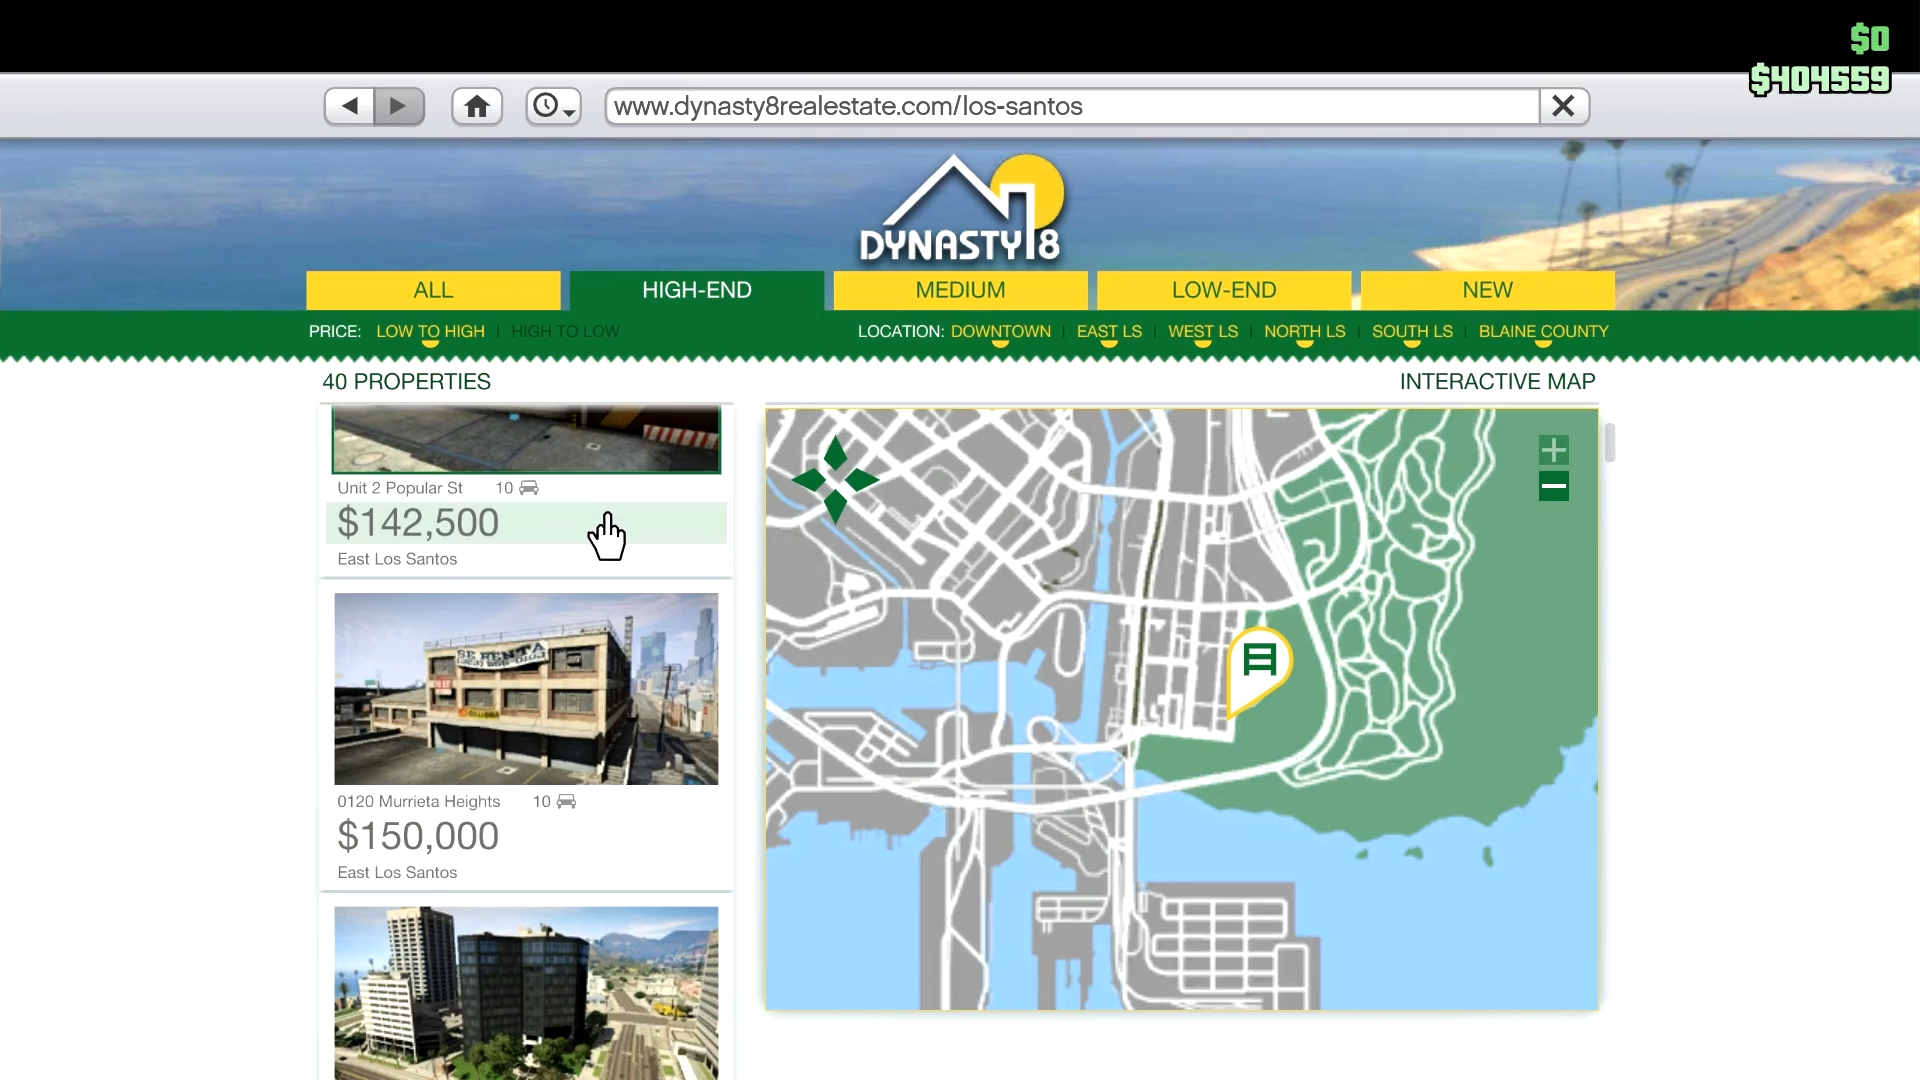 $0
$404559
www.dynasty8realestate.com/los-santos
DYNASTY 8
ALL
HIGH-END
MEDIUM
LOW-END
NEW
PRICE: LOW TO HIGH | HIGH TO LOW
LOCATION: DOWNTOWN | EAST LS | WEST LS | NORTH LS | SOUTH LS | BLAINE COUNTY
40 PROPERTIES
INTERACTIVE MAP
Unit 2 Popular St 10
$142,500
East Los Santos
SE RENTA
0120 Murrieta Heights 10
$150,000
East Los Santos